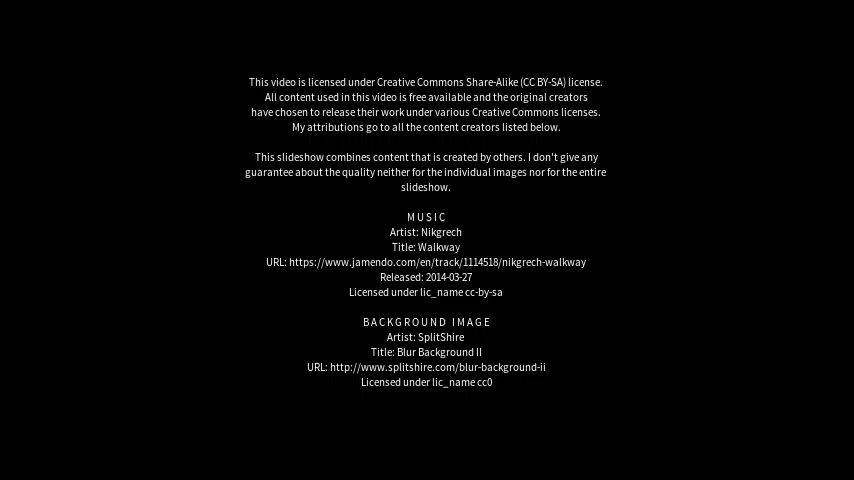 This video is licensed under Creative Commons Share-Alike (CC BY-SA) license.
All content used in this video is free available and the original creators
have chosen to release their work under various Creative Commons licenses.
My attributions go to all the content creators listed below.
This slideshow combines content that is created by others. I don't give any
guarantee about the quality neither for the individual images nor for the entire
slideshow.
M U S I C
Artist: Nikgrech
Title: Walkway
URL: https://www.jamendo.com/en/track/1114518/nikgrech-walkway
Released: 2014-03-27
Licensed under lic_name cc-by-sa
B A C K G R O U N D   I M A G E
Artist: SplitShire
Title: Blur Background II
URL: http://www.splitshire.com/blur-background-ii
Licensed under lic_name cc0